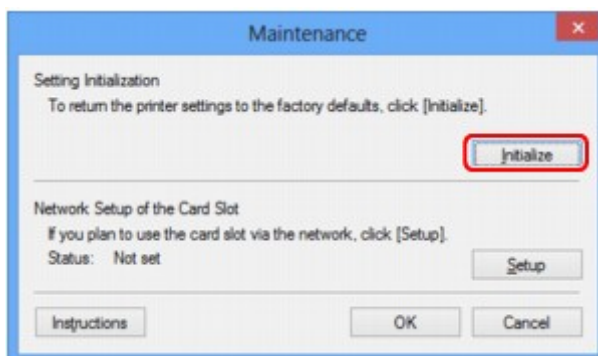 Maintenance
Setting Initialization
To return the printer settings to the factory defaults, click [Initialize].
Initialize
Network Setup of the Card Slot
If you plan to use the card slot via the network, click [Setup].
Status: Not set
Setup
Instructions OK Cancel